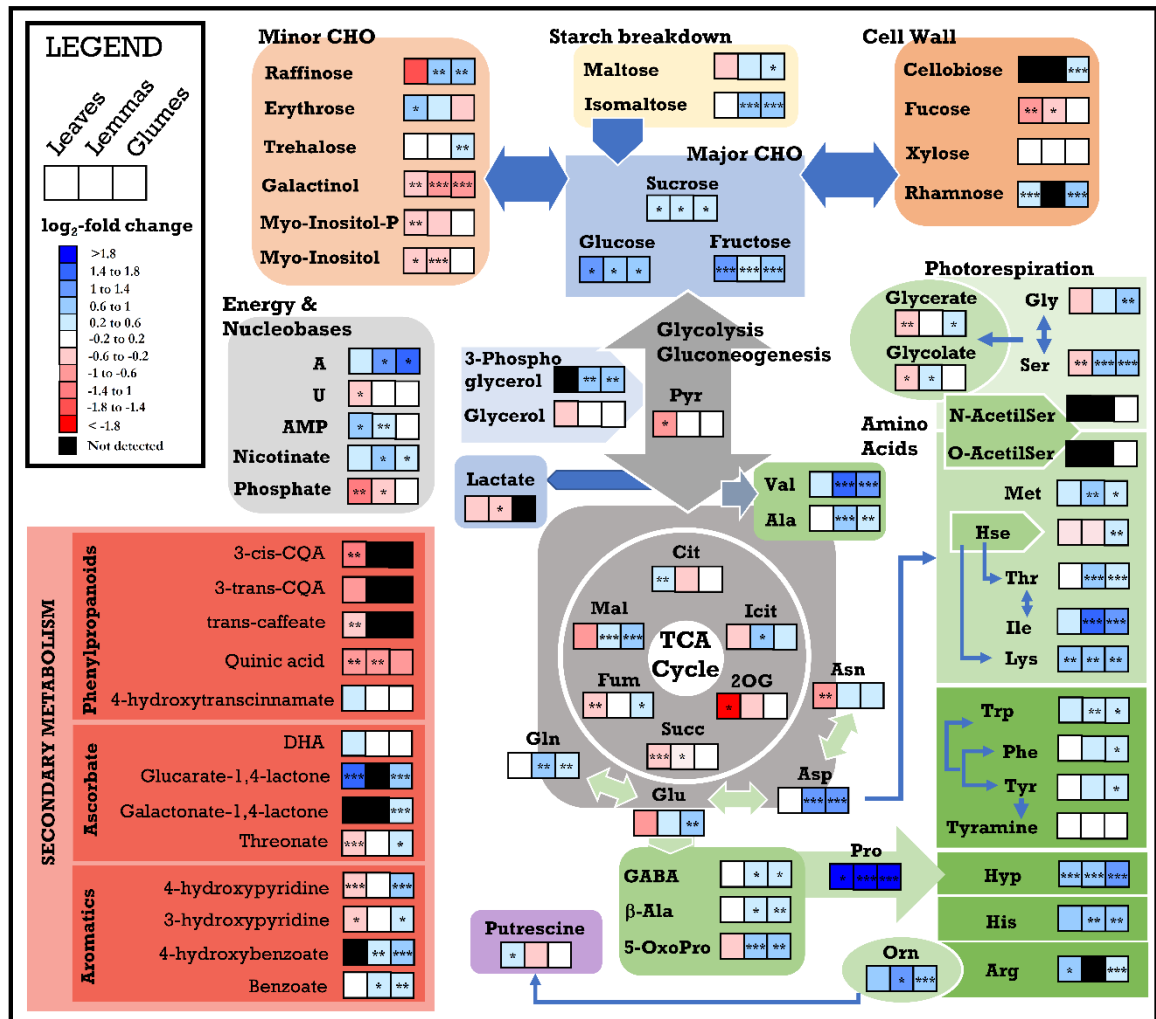 LEGEND
Leaves
Lemmas
Glumes
log2-fold change
>1.8
1.4 to 1.8
1 to 1.4
0.6 to 1
0.2 to 0.6
-0.2 to 0.2
-0.6 to -0.2
-1 to -0.6
-1.4 to 1
-1.8 to -1.4
< -1.8
Not detected
Minor CHO
Raffinose ** **
Erythrose *
Trehalose **
Galactinol ** *** ***
Myo-Inositol-P **
Myo-Inositol * ***
Starch breakdown
Maltose *
Isomaltose *** ***
Cell Wall
Cellobiose ***
Fucose ** *
Xylose
Rhamnose *** ***
Major CHO
Sucrose
* * *
Glucose
* * *
Fructose
*** *** ***
Energy &
Nucleobases
A * *
U *
AMP * **
Nicotinate * *
Phosphate ** *
Glycolysis
Gluconeogenesis
3-Phospho
glycerol ** **
Glycerol
Pyr
*
Lactate
*
Val *** ***
Ala *** **
Photorespiration
Glycerate
** *
Glycolate
* *
Gly **
Ser ** *** ***
Amino
Acids
N-AcetilSer
O-AcetilSer
Met ** *
Hse **
Thr *** ***
Ile *** ***
Lys ** ** **
Trp ** *
Phe *
Tyr *
Tyramine
Hyp *** *** ***
His ** **
Arg * ***
TCA
Cycle
Cit
**
Mal
*** ***
Icit
*
Fum
** *
2OG
*
Succ
*** *
Asn
**
Gln
** **
Glu
**
Asp
*** ***
GABA * *
β-Ala * **
5-OxoPro *** **
Pro
* *** ***
Putrescine
*
Orn
* ***
SECONDARY METABOLISM
Phenylpropanoids
3-cis-CQA **
3-trans-CQA
trans-caffeate **
Quinic acid ** **
4-hydroxytranscinnamate
Ascorbate
DHA
Glucarate-1,4-lactone *** ***
Galactonate-1,4-lactone ***
Threonate *** *
Aromatics
4-hydroxypyridine *** ***
3-hydroxypyridine * *
4-hydroxybenzoate ** ***
Benzoate * **